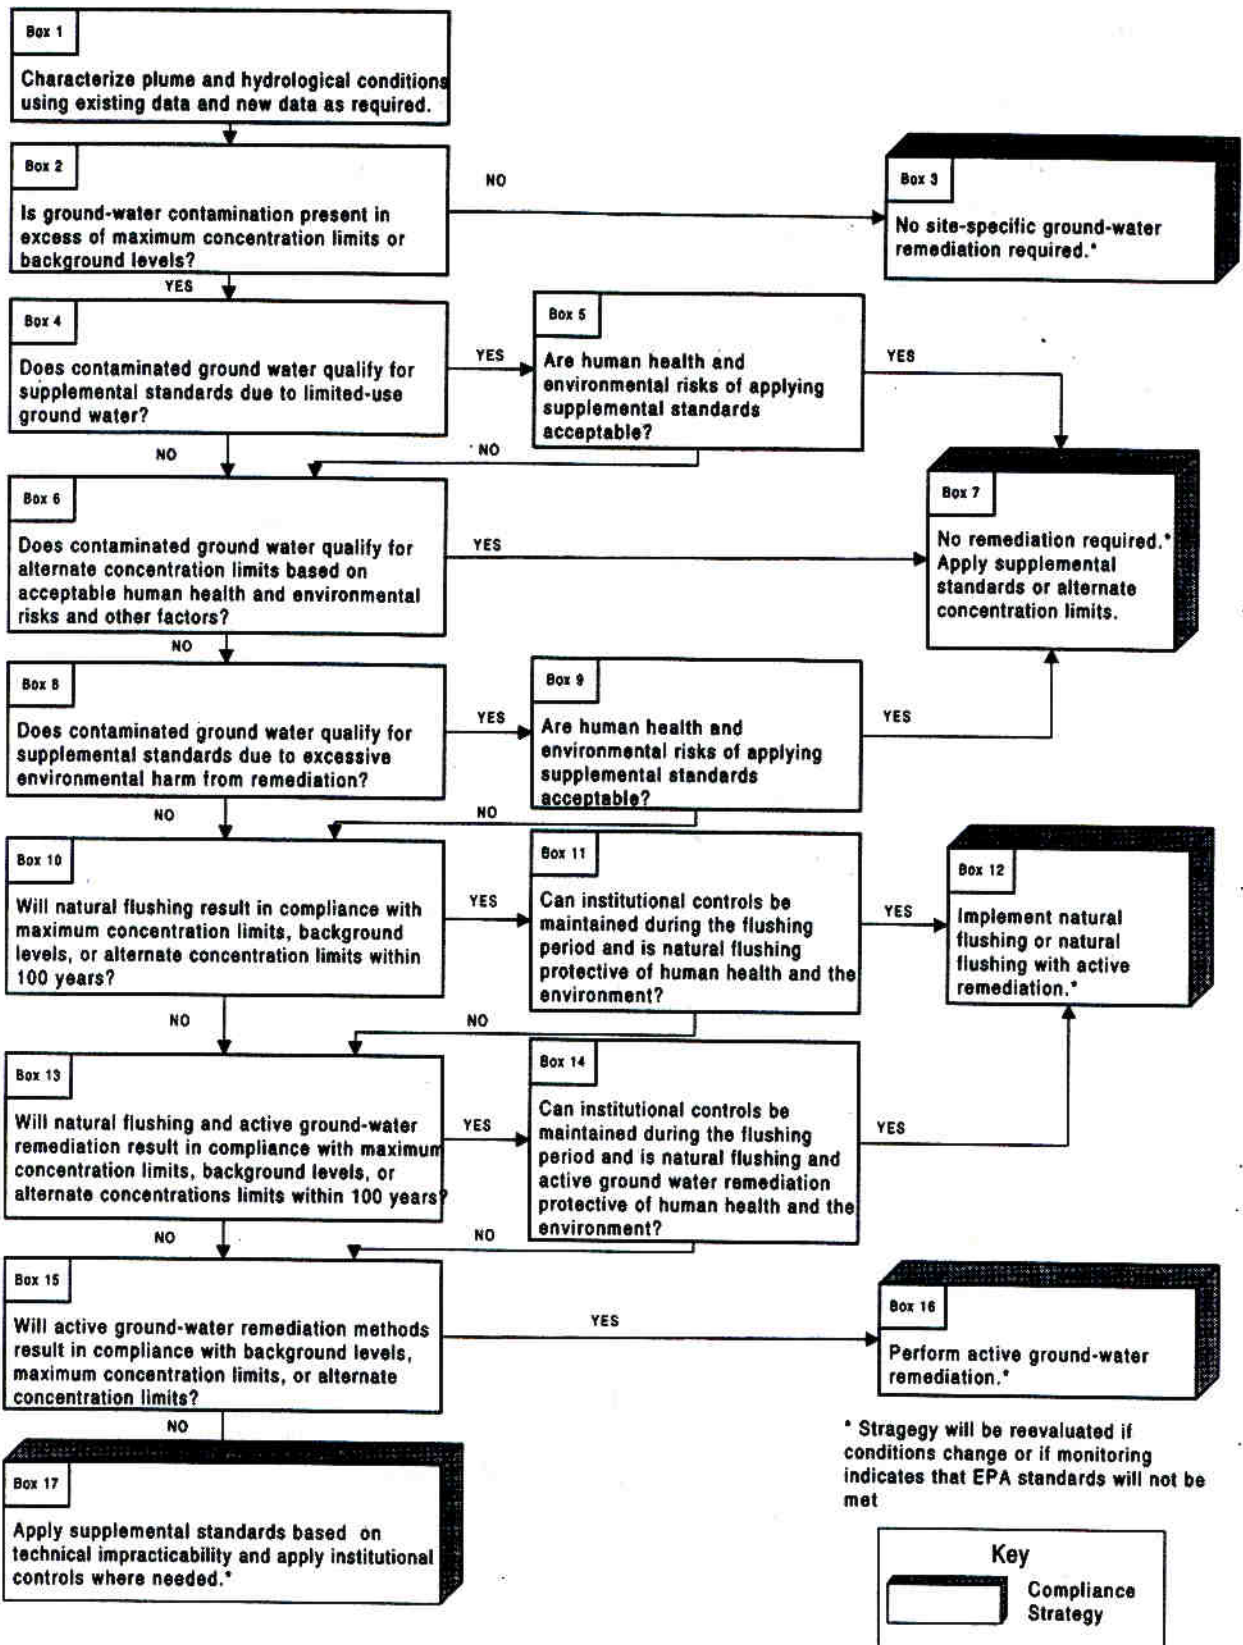 Box 1
Characterize plume and hydrological conditions
using existing data and new data as required.
Box 2
Is ground-water contamination present in
excess of maximum concentration limits or
background levels?
NO
Box 3
No site-specific ground-water
remediation required.*
YES
Box 4
Does contaminated ground water qualify for
supplemental standards due to limited-use
ground water?
YES
Box 5
Are human health and
environmental risks of applying
supplemental standards
acceptable?
YES
NO
NO
Box 6
Does contaminated ground water qualify for
alternate concentration limits based on
acceptable human health and environmental
risks and other factors?
YES
Box 7
No remediation required.*
Apply supplemental
standards or alternate
concentration limits.
NO
Box 8
Does contaminated ground water qualify for
supplemental standards due to excessive
environmental harm from remediation?
YES
Box 9
Are human health and
environmental risks of applying
supplemental standards
acceptable?
YES
NO
NO
Box 10
Will natural flushing result in compliance with
maximum concentration limits, background
levels, or alternate concentration limits within
100 years?
YES
Box 11
Can institutional controls be
maintained during the flushing
period and is natural flushing
protective of human health and the
environment?
YES
Box 12
Implement natural
flushing or natural
flushing with active
remediation.*
NO
NO
Box 13
Will natural flushing and active ground-water
remediation result in compliance with maximum
concentration limits, background levels, or
alternate concentrations limits within 100 years?
YES
Box 14
Can institutional controls be
maintained during the flushing
period and is natural flushing and
active ground water remediation
protective of human health and the
environment?
YES
NO
NO
Box 15
Will active ground-water remediation methods
result in compliance with background levels,
maximum concentration limits, or alternate
concentration limits?
YES
Box 16
Perform active ground-water
remediation.*
NO
Box 17
Apply supplemental standards based on
technical impracticability and apply institutional
controls where needed.*
* Stragegy will be reevaluated if
conditions change or if monitoring
indicates that EPA standards will not be
met
Key
Compliance
Strategy